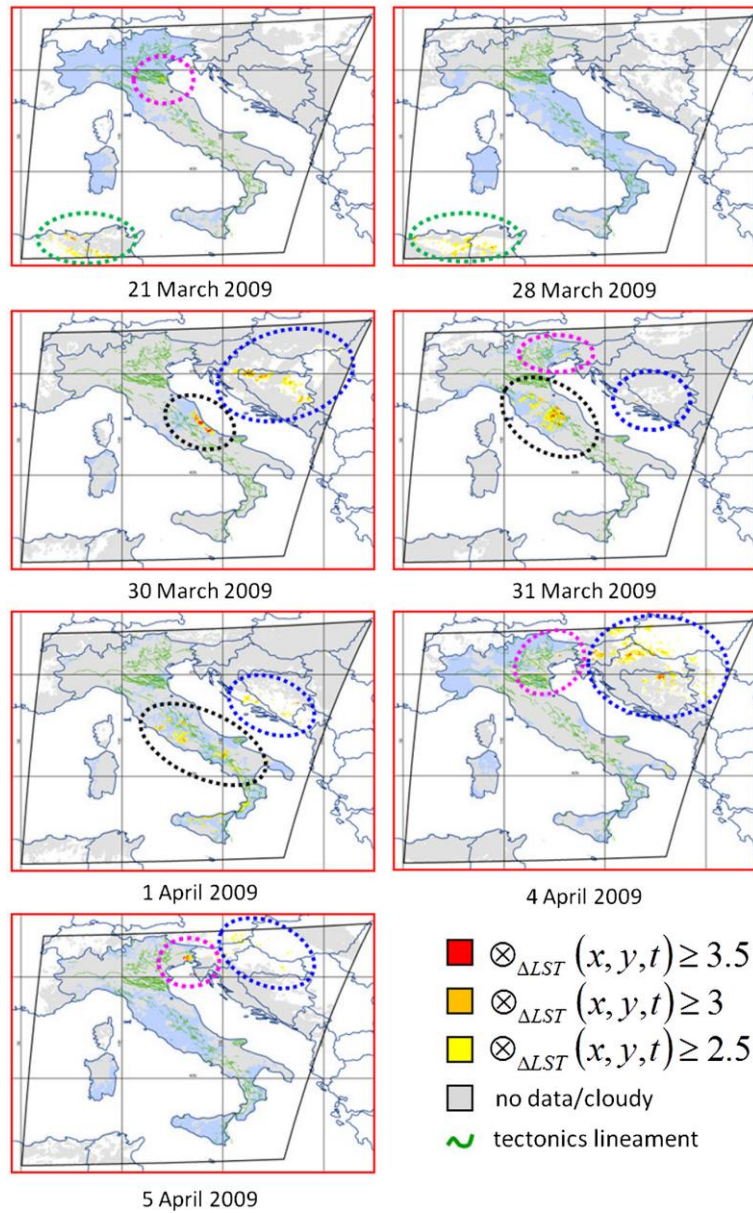 21 March 2009
28 March 2009
30 March 2009
31 March 2009
1 April 2009
4 April 2009
5 April 2009
⊗ΔLST (x, y, t) ≥ 3.5
⊗ΔLST (x, y, t) ≥ 3
⊗ΔLST (x, y, t) ≥ 2.5
no data/cloudy
tectonics lineament